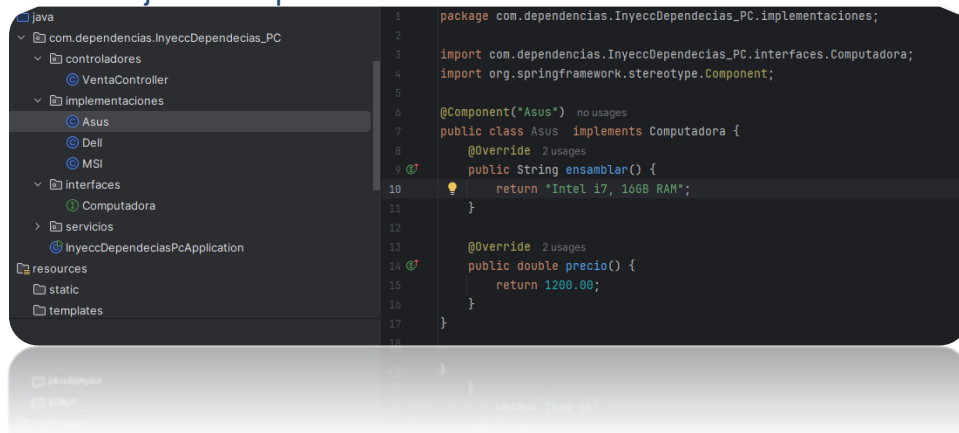 java
com.dependencias.InyeccDependecias_PC
controladores
VentaController
implementaciones
Asus
Dell
MSI
interfaces
Computadora
servicios
InyeccDependeciasPcApplication
resources
static
templates
1 package com.dependencias.InyeccDependecias_PC.implementaciones;
2
3 import com.dependencias.InyeccDependecias_PC.interfaces.Computadora;
4 import org.springframework.stereotype.Component;
5
6 @Component("Asus") no usages
7 public class Asus implements Computadora {
8 @Override 2 usages
9 public String ensamblar() {
10 return "Intel i7, 16GB RAM";
11 }
12
13 @Override 2 usages
14 public double precio() {
15 return 1200.00;
16 }
17 }
18